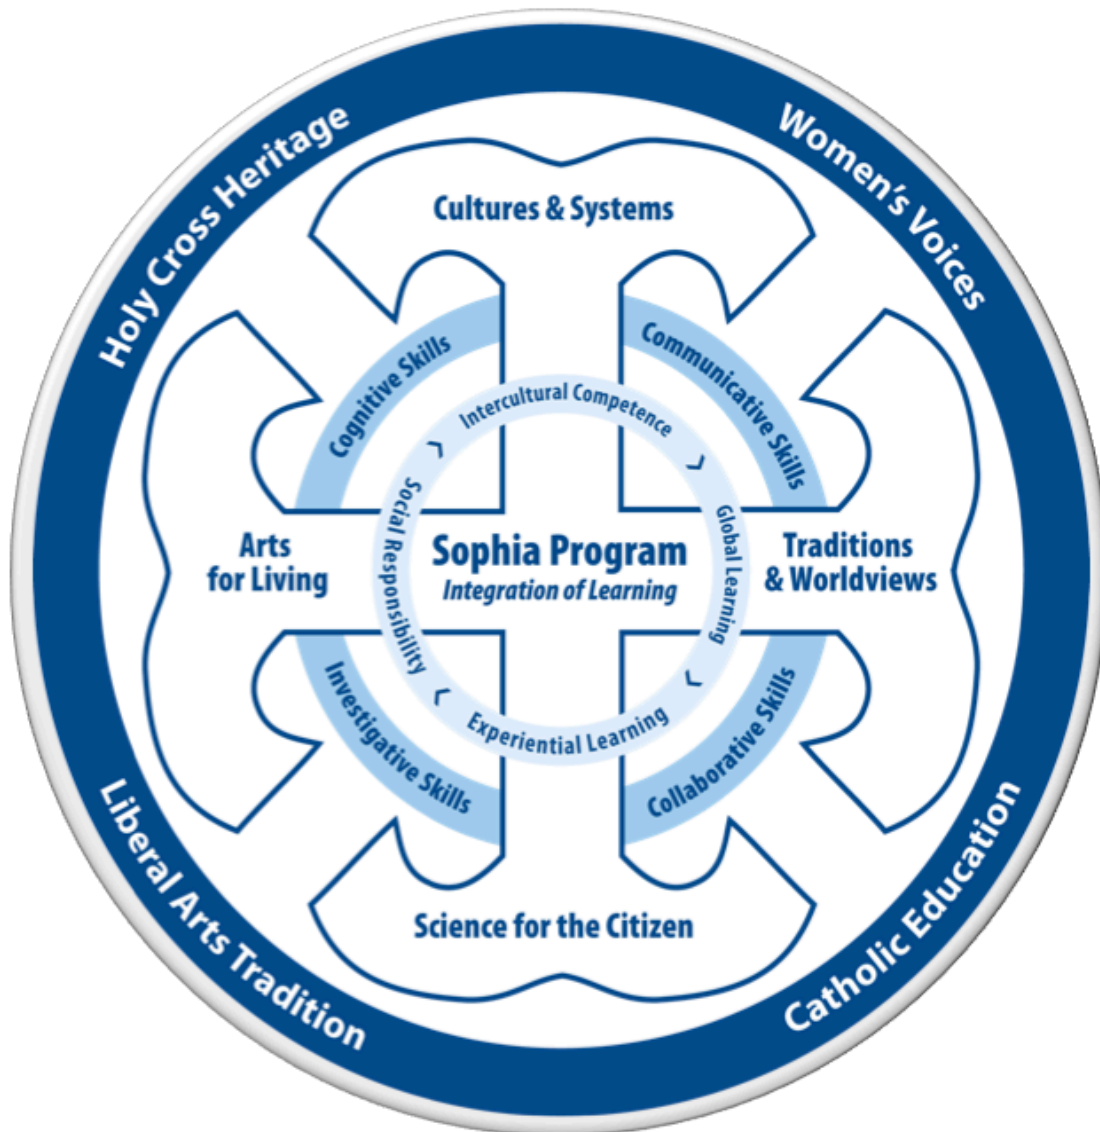 Holy Cross Heritage
Women's Voices
Cultures & Systems
Cognitive Skills
Communicative Skills
Intercultural Competence
Social Responsibility
Global Learning
Arts
for Living
Sophia Program
Integration of Learning
Traditions
& Worldviews
Experiential Learning
Investigative Skills
Collaborative Skills
Science for the Citizen
Liberal Arts Tradition
Catholic Education